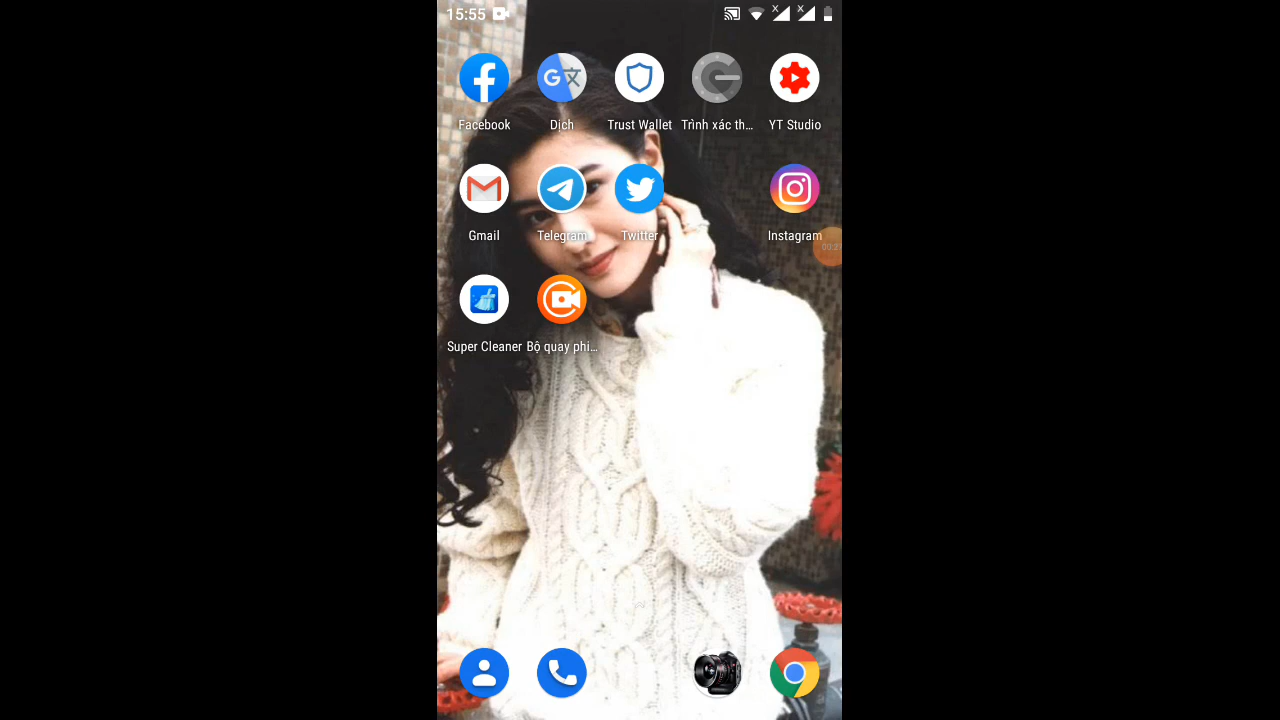 15:55
Facebook
Dịch
Trust Wallet
Trình xác th...
YT Studio
Gmail
Telegram
Twitter
Instagram
Super Cleaner
Bộ quay phi...